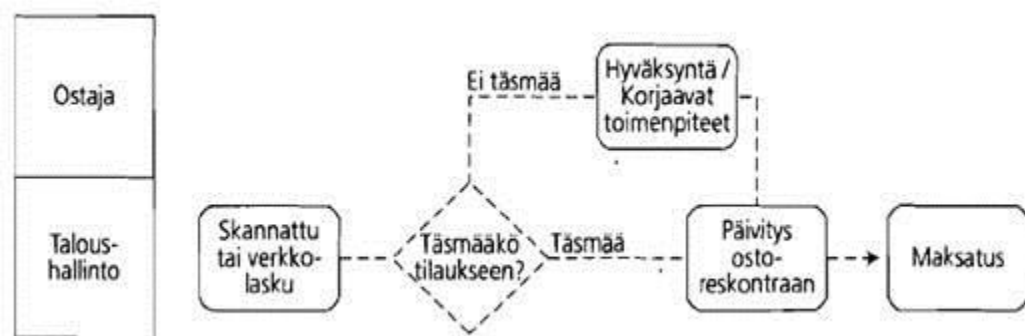 Ostaja
Ei täsmää
Hyväksyntä /
Korjaavat
toimenpiteet
Talous-
hallinto
Skannattu
tai verkko-
lasku
Täsmääkö
tilaukseen?
Täsmää
Päivitys
osto-
reskontraan
Maksatus